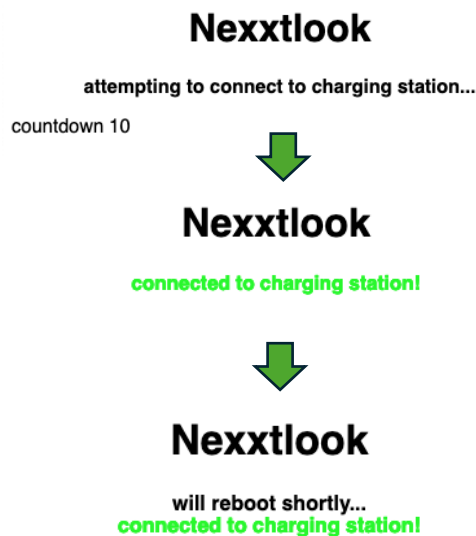 Nexxtlook
attempting to connect to charging station...
countdown 10
Nexxtlook
connected to charging station!
Nexxtlook
will reboot shortly...
connected to charging station!